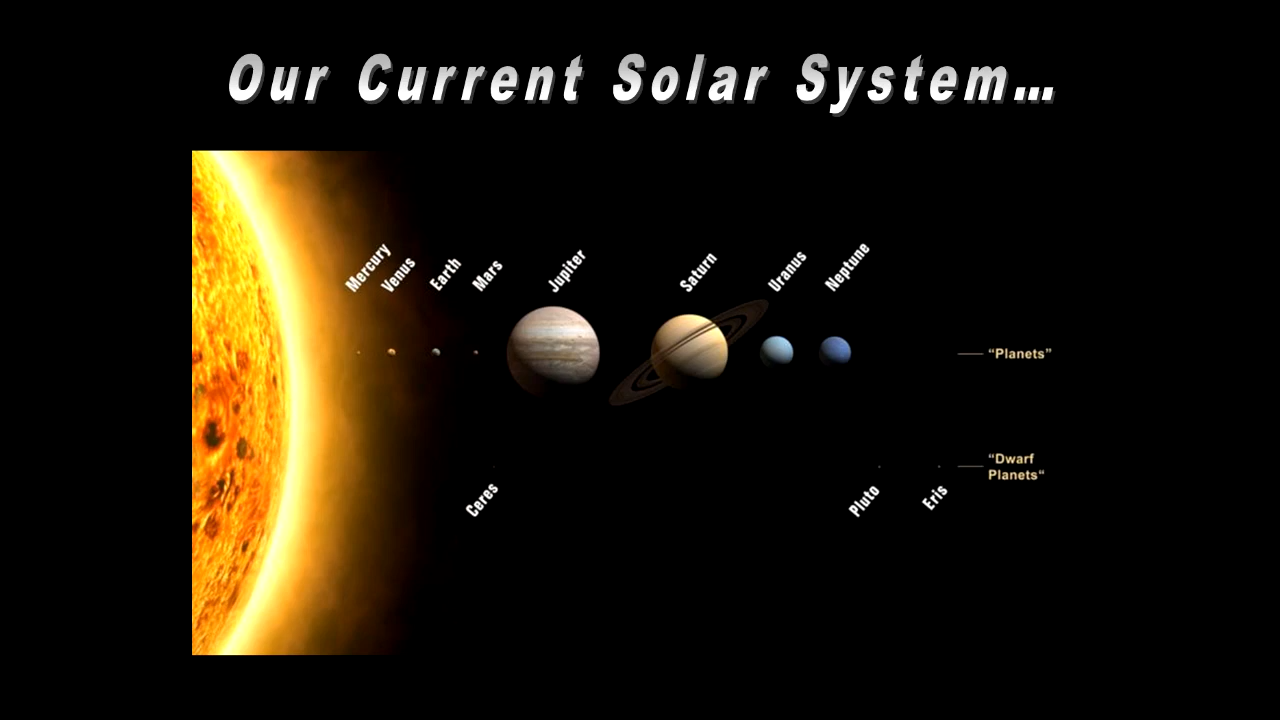 Our Current Solar System…
Mercury
Venus
Earth
Mars
Jupiter
Saturn
Uranus
Neptune
“Planets”
“Dwarf
Planets“
Ceres
Pluto
Eris